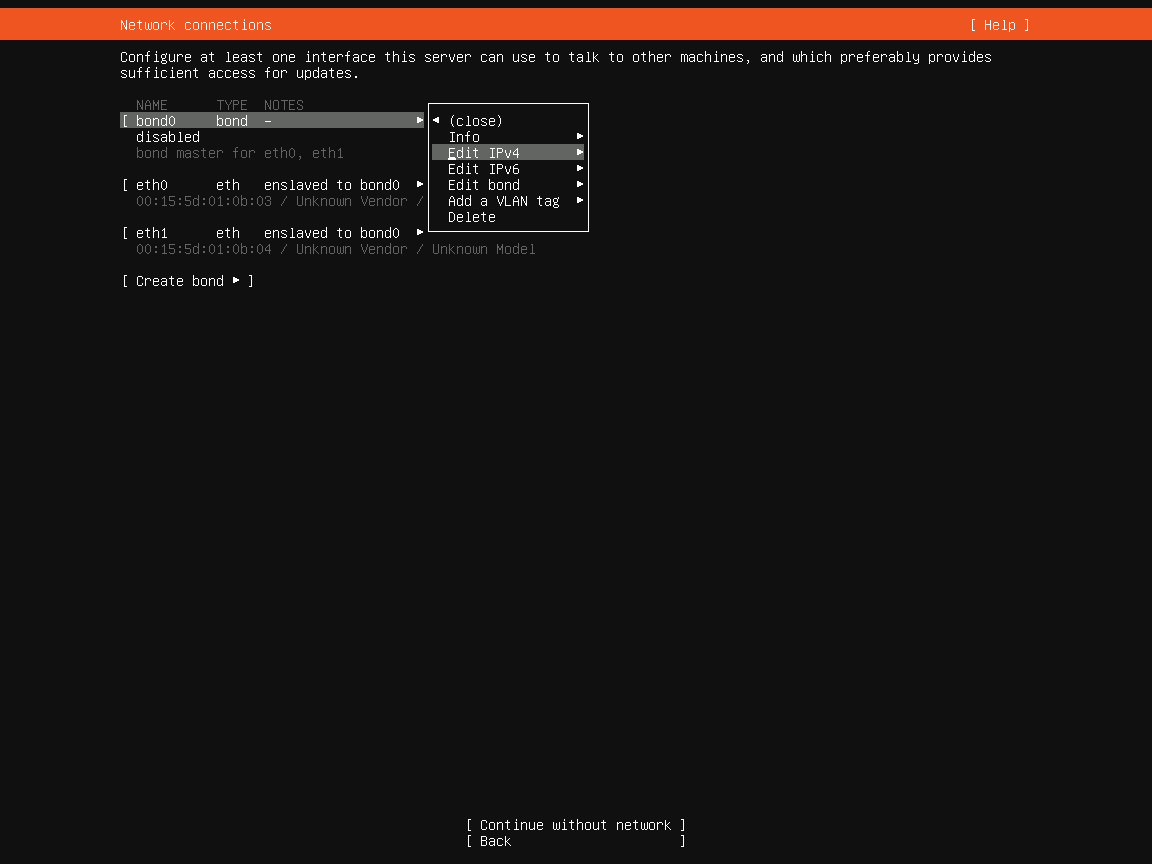 Network connections [ Help ]
Configure at least one interface this server can use to talk to other machines, and which preferably provides
sufficient access for updates.
NAME TYPE NOTES
[ bond0 bond – ▸
disabled
bond master for eth0, eth1
[ eth0 eth enslaved to bond0 ▸
00:15:5d:01:0b:03 / Unknown Vendor /
[ eth1 eth enslaved to bond0 ▸
00:15:5d:01:0b:04 / Unknown Vendor / Unknown Model
[ Create bond ▸ ]
◂ (close)
Info ▸
Edit IPv4 ▸
Edit IPv6 ▸
Edit bond ▸
Add a VLAN tag ▸
Delete
[ Continue without network ]
[ Back ]